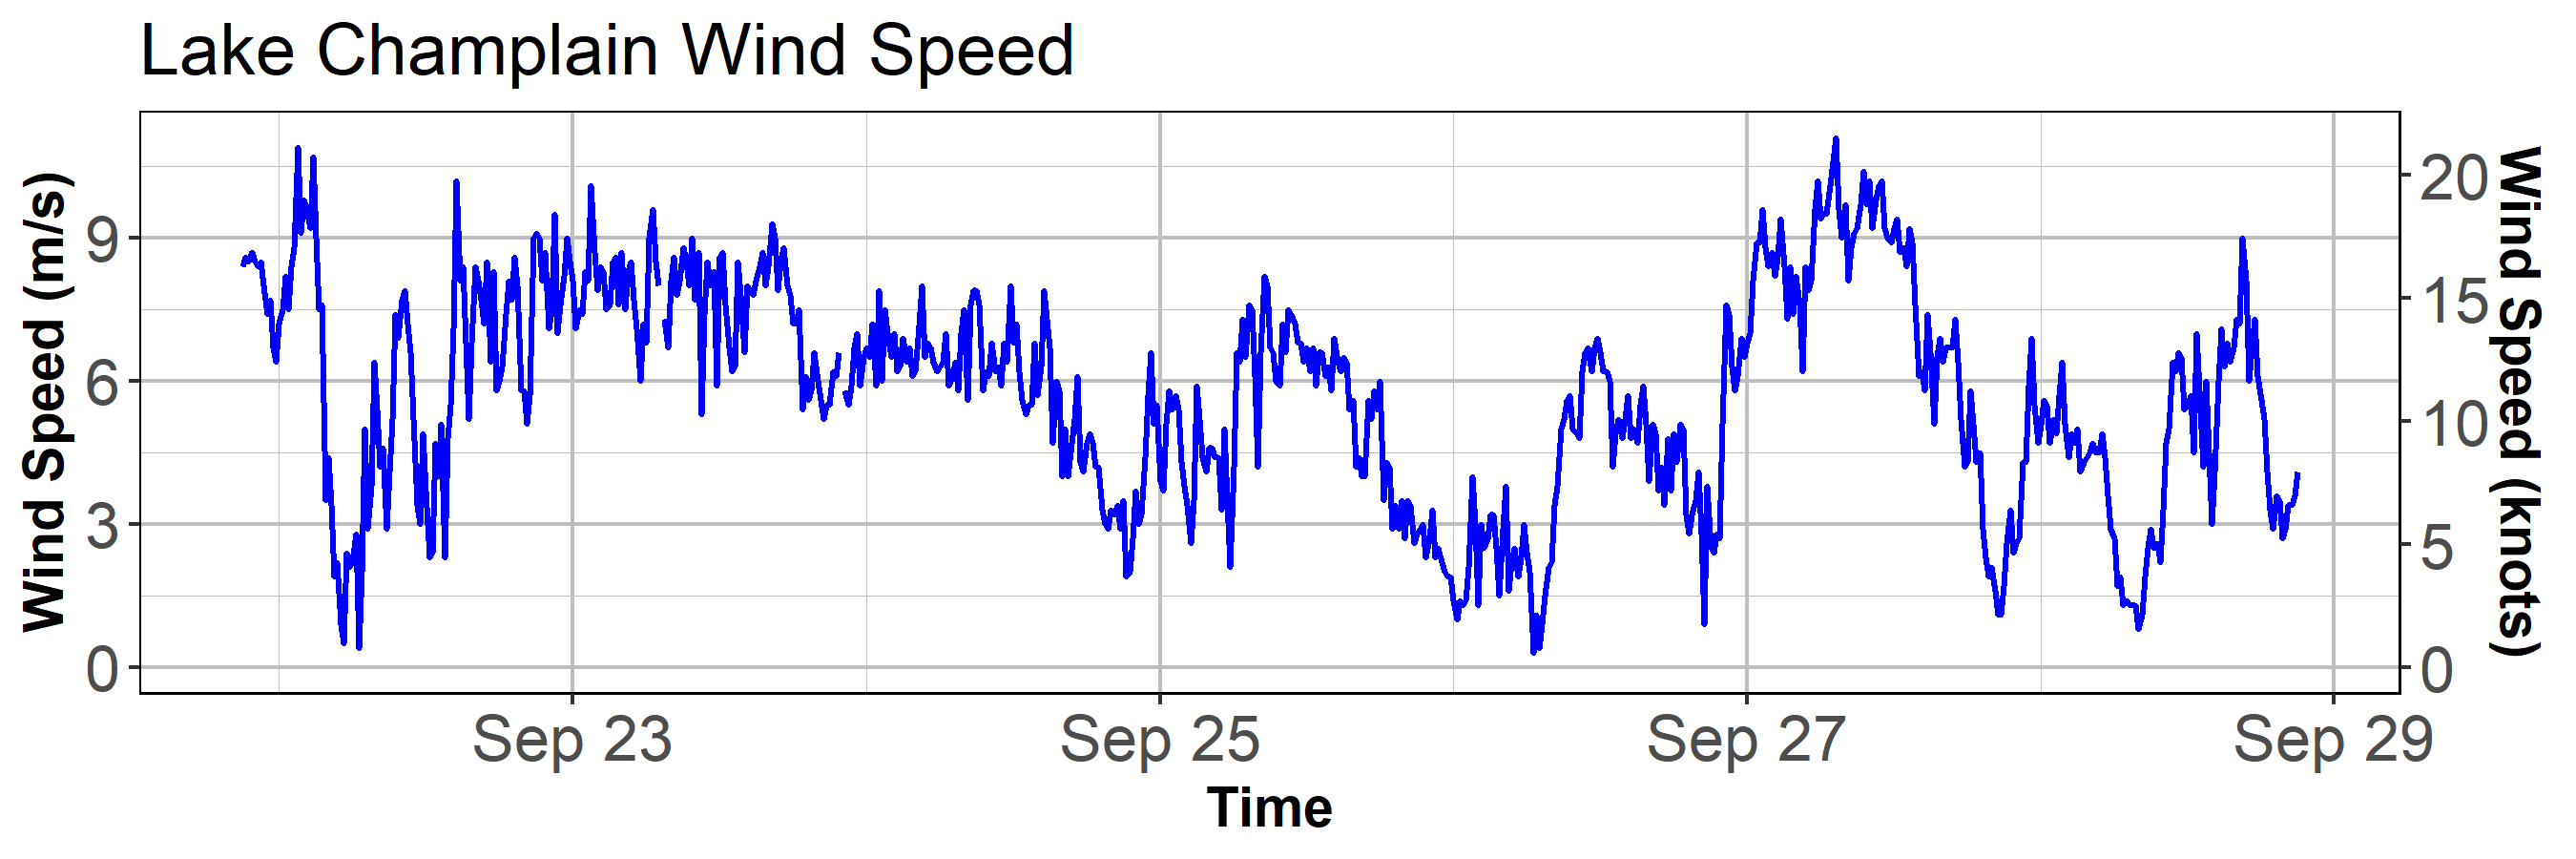 Lake Champlain Wind Speed
Wind Speed (m/s)
9
6
3
0
20
15
10
5
0
Wind Speed (knots)
Sep 23
Sep 25
Sep 27
Sep 29
Time